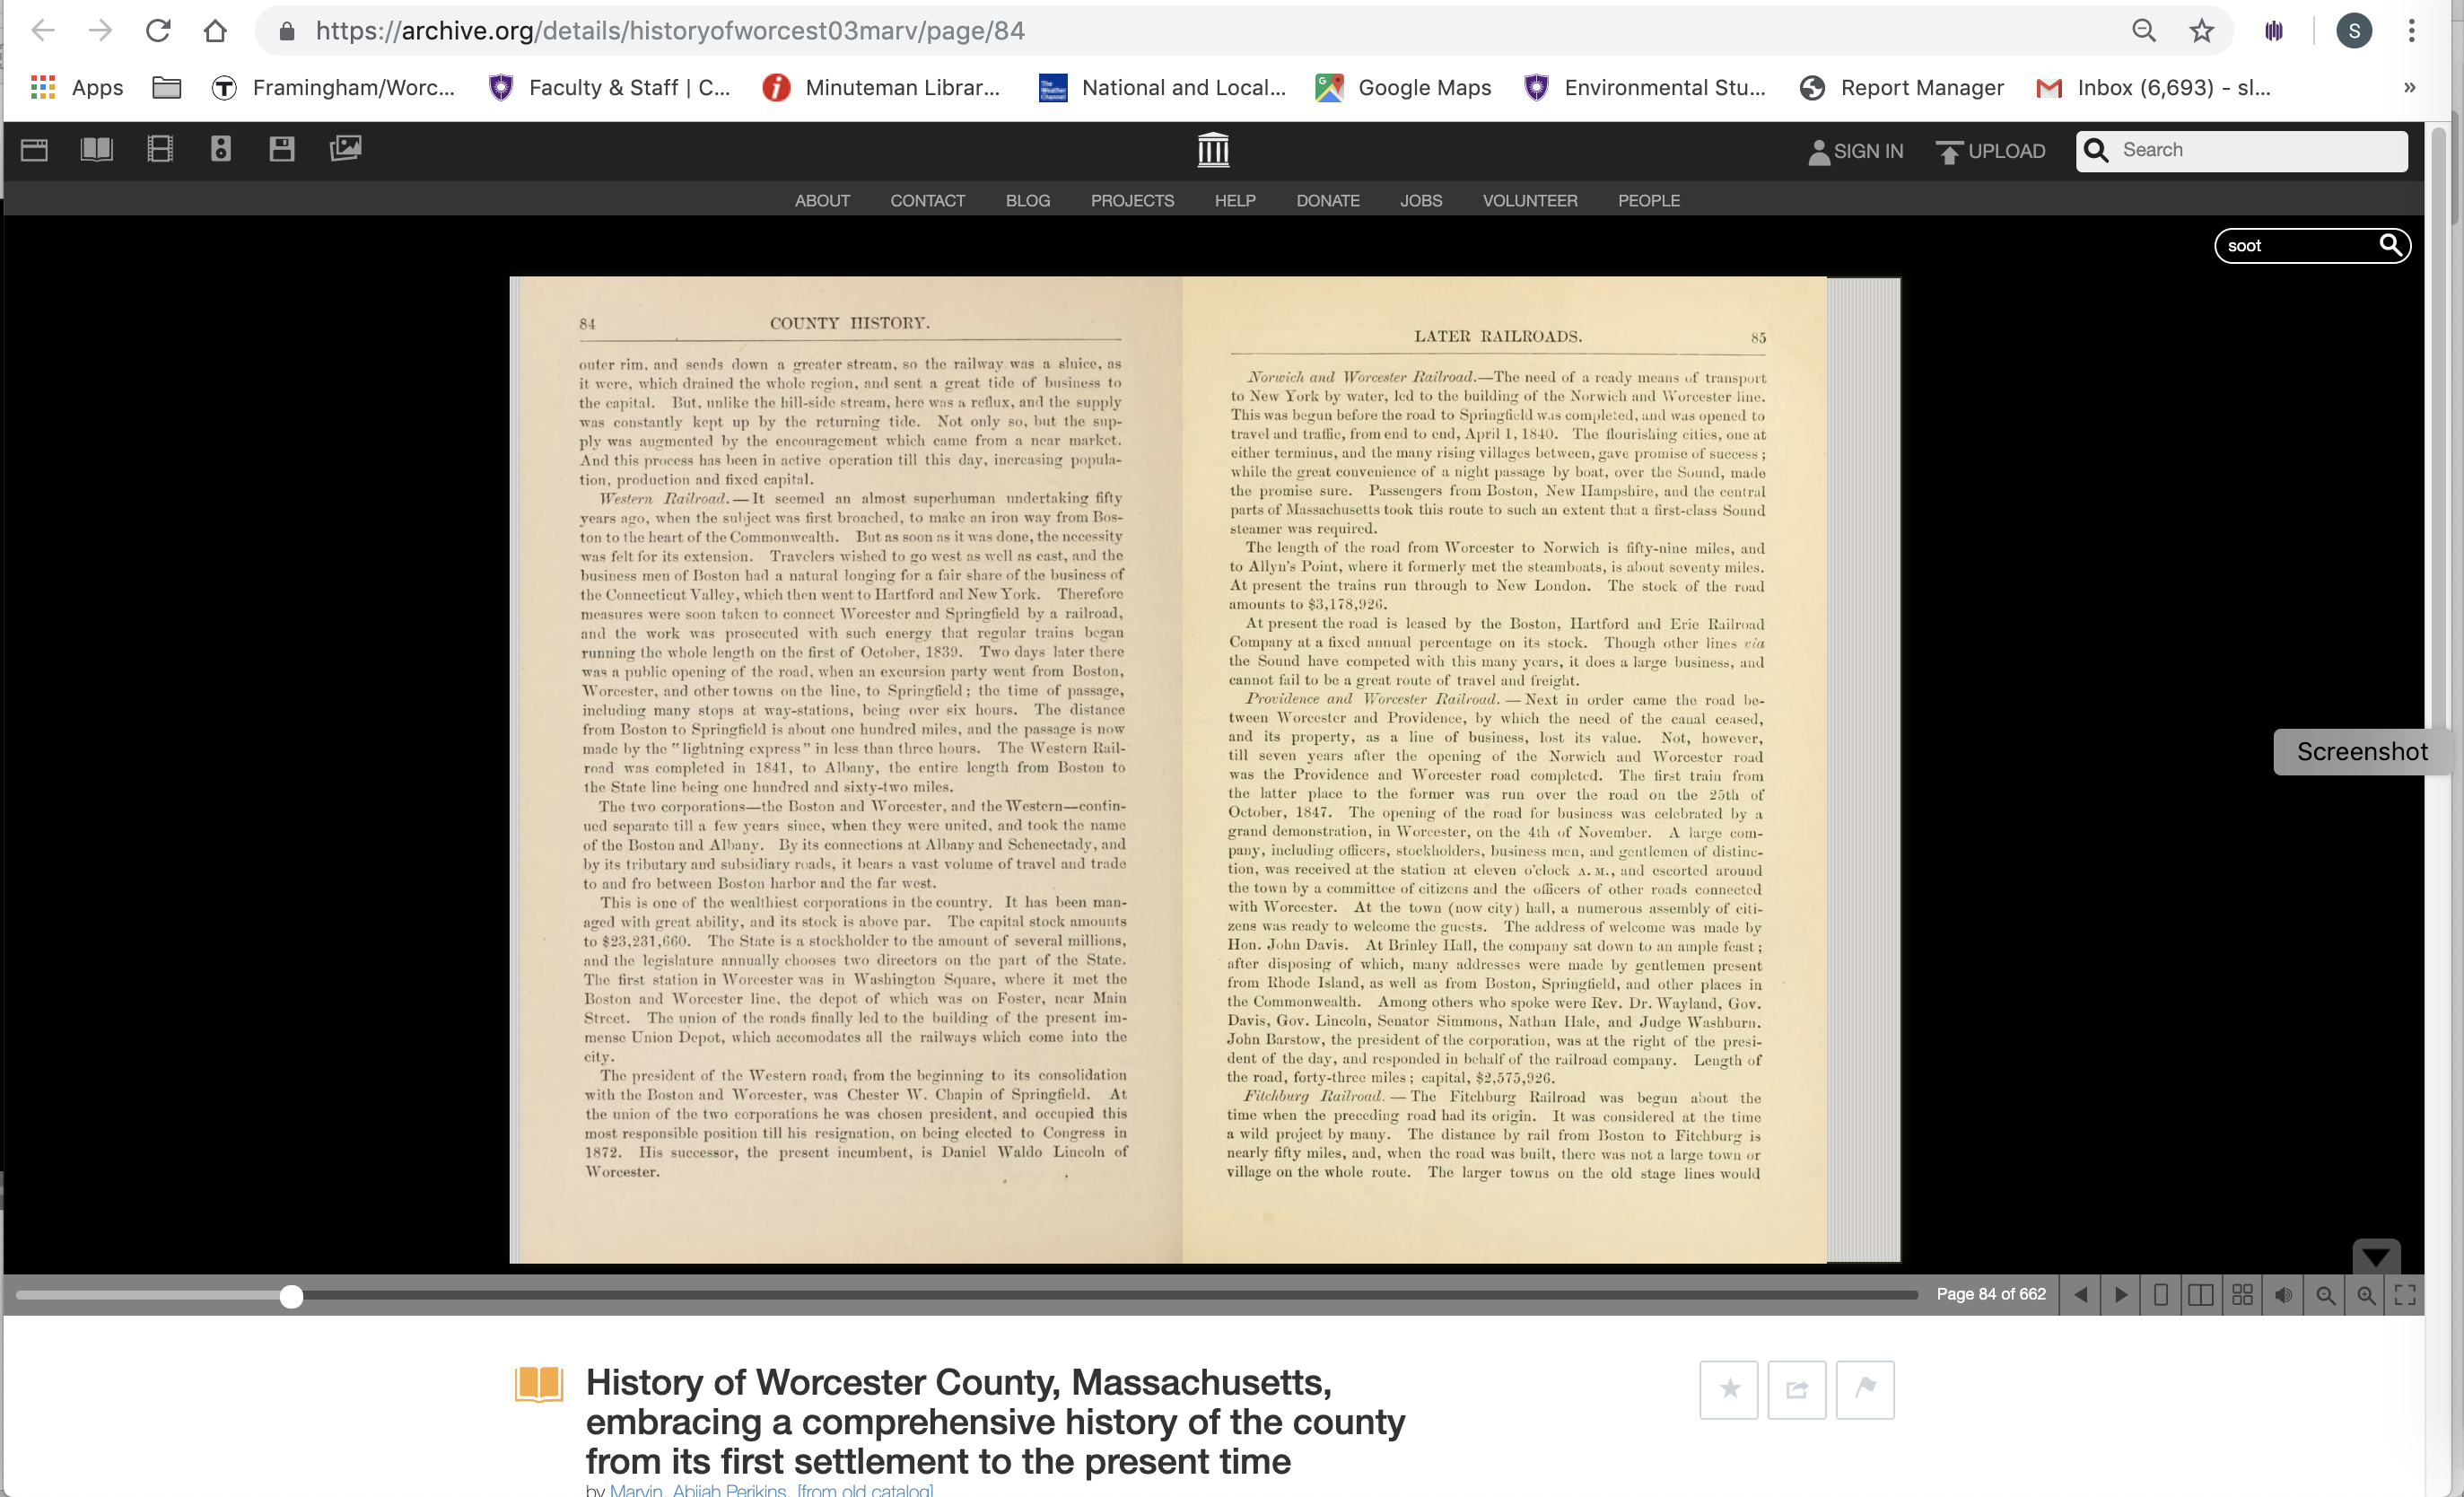 https://archive.org/details/historyofworcest03marv/page/84
S
Apps
Framingham/Worc...
Faculty & Staff | C...
Minuteman Librar...
National and Local...
Google Maps
Environmental Stu...
Report Manager
Inbox (6,693) - sl...
»
SIGN IN
UPLOAD
Search
ABOUT CONTACT BLOG PROJECTS HELP DONATE JOBS VOLUNTEER PEOPLE
soot
84 COUNTY HISTORY.
outer rim, and sends down a greater stream, so the railway was a sluice, as
it were, which drained the whole region, and sent a great tide of business to
the capital. But, unlike the hill-side stream, here was a reflux, and the supply
was constantly kept up by the returning tide. Not only so, but the sup-
ply was augmented by the encouragement which came from a near market.
And this process has been in active operation till this day, increasing popula-
tion, production and fixed capital.
Western Railroad.—It seemed an almost superhuman undertaking fifty
years ago, when the subject was first broached, to make an iron way from Bos-
ton to the heart of the Commonwealth. But as soon as it was done, the necessity
was felt for its extension. Travelers wished to go west as well as east, and the
business men of Boston had a natural longing for a fair share of the business of
the Connecticut Valley, which then went to Hartford and New York. Therefore
measures were soon taken to connect Worcester and Springfield by a railroad,
and the work was prosecuted with such energy that regular trains began
running the whole length on the first of October, 1839. Two days later there
was a public opening of the road, when an excursion party went from Boston,
Worcester, and other towns on the line, to Springfield; the time of passage,
including many stops at way-stations, being over six hours. The distance
from Boston to Springfield is about one hundred miles, and the passage is now
made by the "lightning express" in less than three hours. The Western Rail-
road was completed in 1841, to Albany, the entire length from Boston to
the State line being one hundred and sixty-two miles.
The two corporations—the Boston and Worcester, and the Western—contin-
ued separate till a few years since, when they were united, and took the name
of the Boston and Albany. By its connections at Albany and Schenectady, and
by its tributary and subsidiary roads, it bears a vast volume of travel and trade
to and fro between Boston harbor and the far west.
This is one of the wealthiest corporations in the country. It has been man-
aged with great ability, and its stock is above par. The capital stock amounts
to $23,231,660. The State is a stockholder to the amount of several millions,
and the legislature annually chooses two directors on the part of the State.
The first station in Worcester was in Washington Square, where it met the
Boston and Worcester line, the depot of which was on Foster, near Main
Street. The union of the roads finally led to the building of the present im-
mense Union Depot, which accomodates all the railways which come into the
city.
The president of the Western road, from the beginning to its consolidation
with the Boston and Worcester, was Chester W. Chapin of Springfield. At
the union of the two corporations he was chosen president, and occupied this
most responsible position till his resignation, on being elected to Congress in
1872. His successor, the present incumbent, is Daniel Waldo Lincoln of
Worcester.
LATER RAILROADS. 85
Norwich and Worcester Railroad.—The need of a ready means of transport
to New York by water, led to the building of the Norwich and Worcester line.
This was begun before the road to Springfield was completed, and was opened to
travel and traffic, from end to end, April 1, 1840. The flourishing cities, one at
either terminus, and the many rising villages between, gave promise of success;
while the great convenience of a night passage by boat, over the Sound, made
the promise sure. Passengers from Boston, New Hampshire, and the central
parts of Massachusetts took this route to such an extent that a first-class Sound
steamer was required.
The length of the road from Worcester to Norwich is fifty-nine miles, and
to Allyn's Point, where it formerly met the steamboats, is about seventy miles.
At present the trains run through to New London. The stock of the road
amounts to $3,178,926.
At present the road is leased by the Boston, Hartford and Erie Railroad
Company at a fixed annual percentage on its stock. Though other lines via
the Sound have competed with this many years, it does a large business, and
cannot fail to be a great route of travel and freight.
Providence and Worcester Railroad.—Next in order came the road be-
tween Worcester and Providence, by which the need of the canal ceased,
and its property, as a line of business, lost its value. Not, however,
till seven years after the opening of the Norwich and Worcester road
was the Providence and Worcester road completed. The first train from
the latter place to the former was run over the road on the 25th of
October, 1847. The opening of the road for business was celebrated by a
grand demonstration, in Worcester, on the 4th of November. A large com-
pany, including officers, stockholders, business men, and gentlemen of distinc-
tion, was received at the station at eleven o'clock A. M., and escorted around
the town by a committee of citizens and the officers of other roads connected
with Worcester. At the town (now city) hall, a numerous assembly of citi-
zens was ready to welcome the guests. The address of welcome was made by
Hon. John Davis. At Brinley Hall, the company sat down to an ample feast;
after disposing of which, many addresses were made by gentlemen present
from Rhode Island, as well as from Boston, Springfield, and other places in
the Commonwealth. Among others who spoke were Rev. Dr. Wayland, Gov.
Davis, Gov. Lincoln, Senator Simmons, Nathan Hale, and Judge Washburn.
John Barstow, the president of the corporation, was at the right of the presi-
dent of the day, and responded in behalf of the railroad company. Length of
the road, forty-three miles; capital, $2,575,926.
Fitchburg Railroad.—The Fitchburg Railroad was begun about the
time when the preceding road had its origin. It was considered at the time
a wild project by many. The distance by rail from Boston to Fitchburg is
nearly fifty miles, and, when the road was built, there was not a large town or
village on the whole route. The larger towns on the old stage lines would
Screenshot
Page 84 of 662
History of Worcester County, Massachusetts,
embracing a comprehensive history of the county
from its first settlement to the present time
by Marvin, Abijah Perikins, [from old catalog]